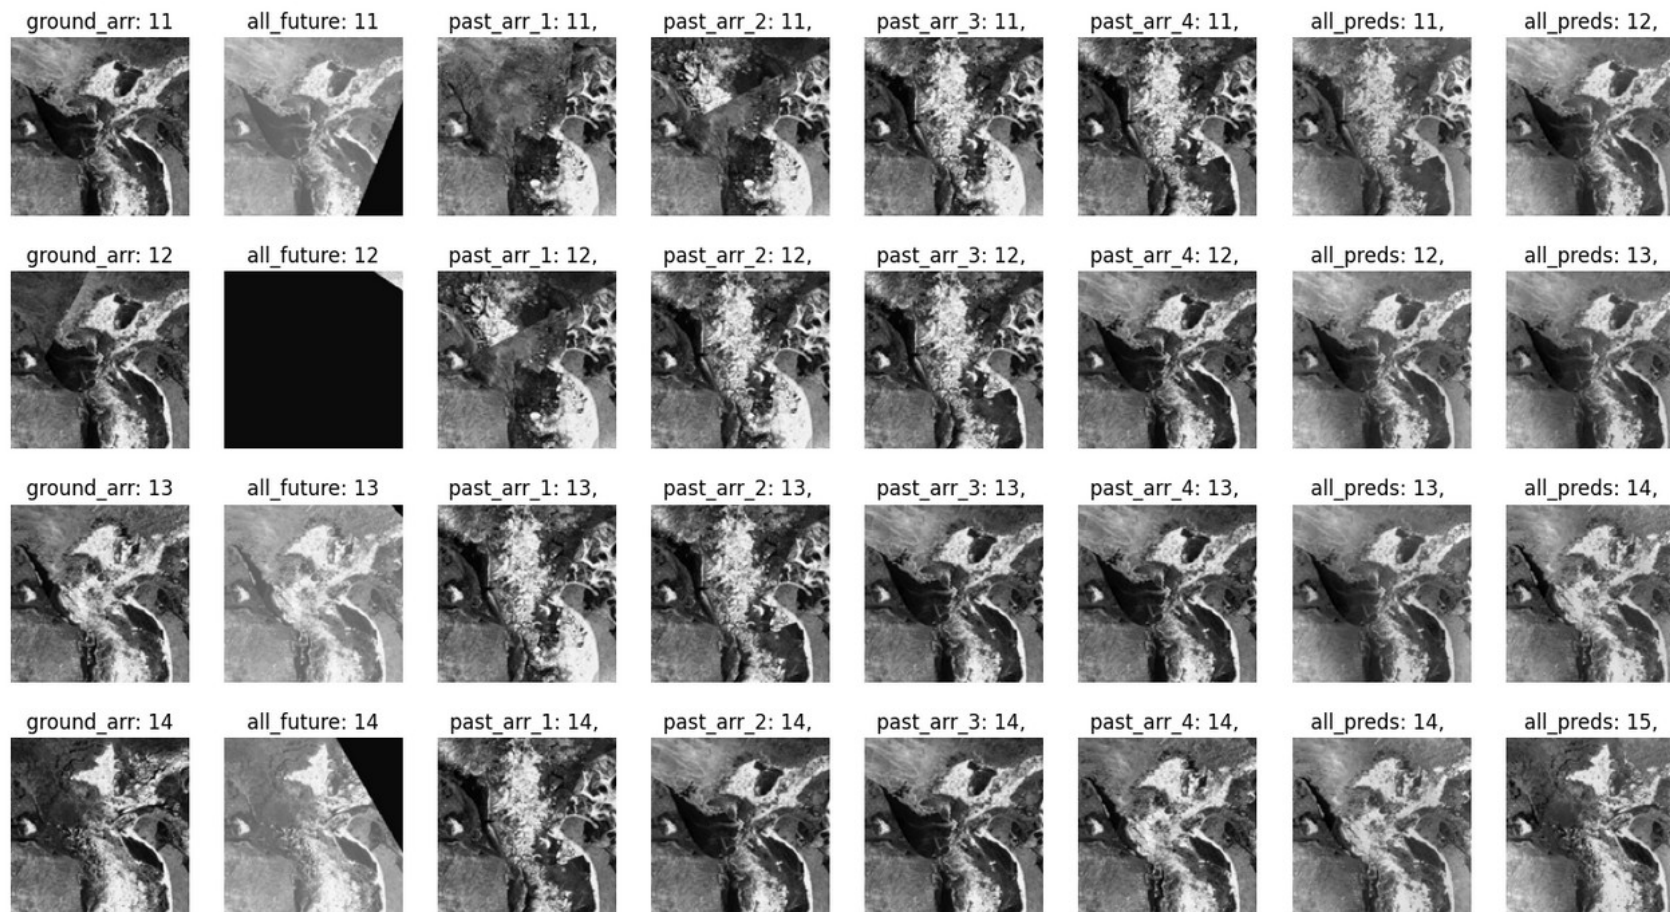 ground_arr: 11 all_future: 11 past_arr_1: 11, past_arr_2: 11, past_arr_3: 11, past_arr_4: 11, all_preds: 11, all_preds: 12,
ground_arr: 12 all_future: 12 past_arr_1: 12, past_arr_2: 12, past_arr_3: 12, past_arr_4: 12, all_preds: 12, all_preds: 13,
ground_arr: 13 all_future: 13 past_arr_1: 13, past_arr_2: 13, past_arr_3: 13, past_arr_4: 13, all_preds: 13, all_preds: 14,
ground_arr: 14 all_future: 14 past_arr_1: 14, past_arr_2: 14, past_arr_3: 14, past_arr_4: 14, all_preds: 14, all_preds: 15,